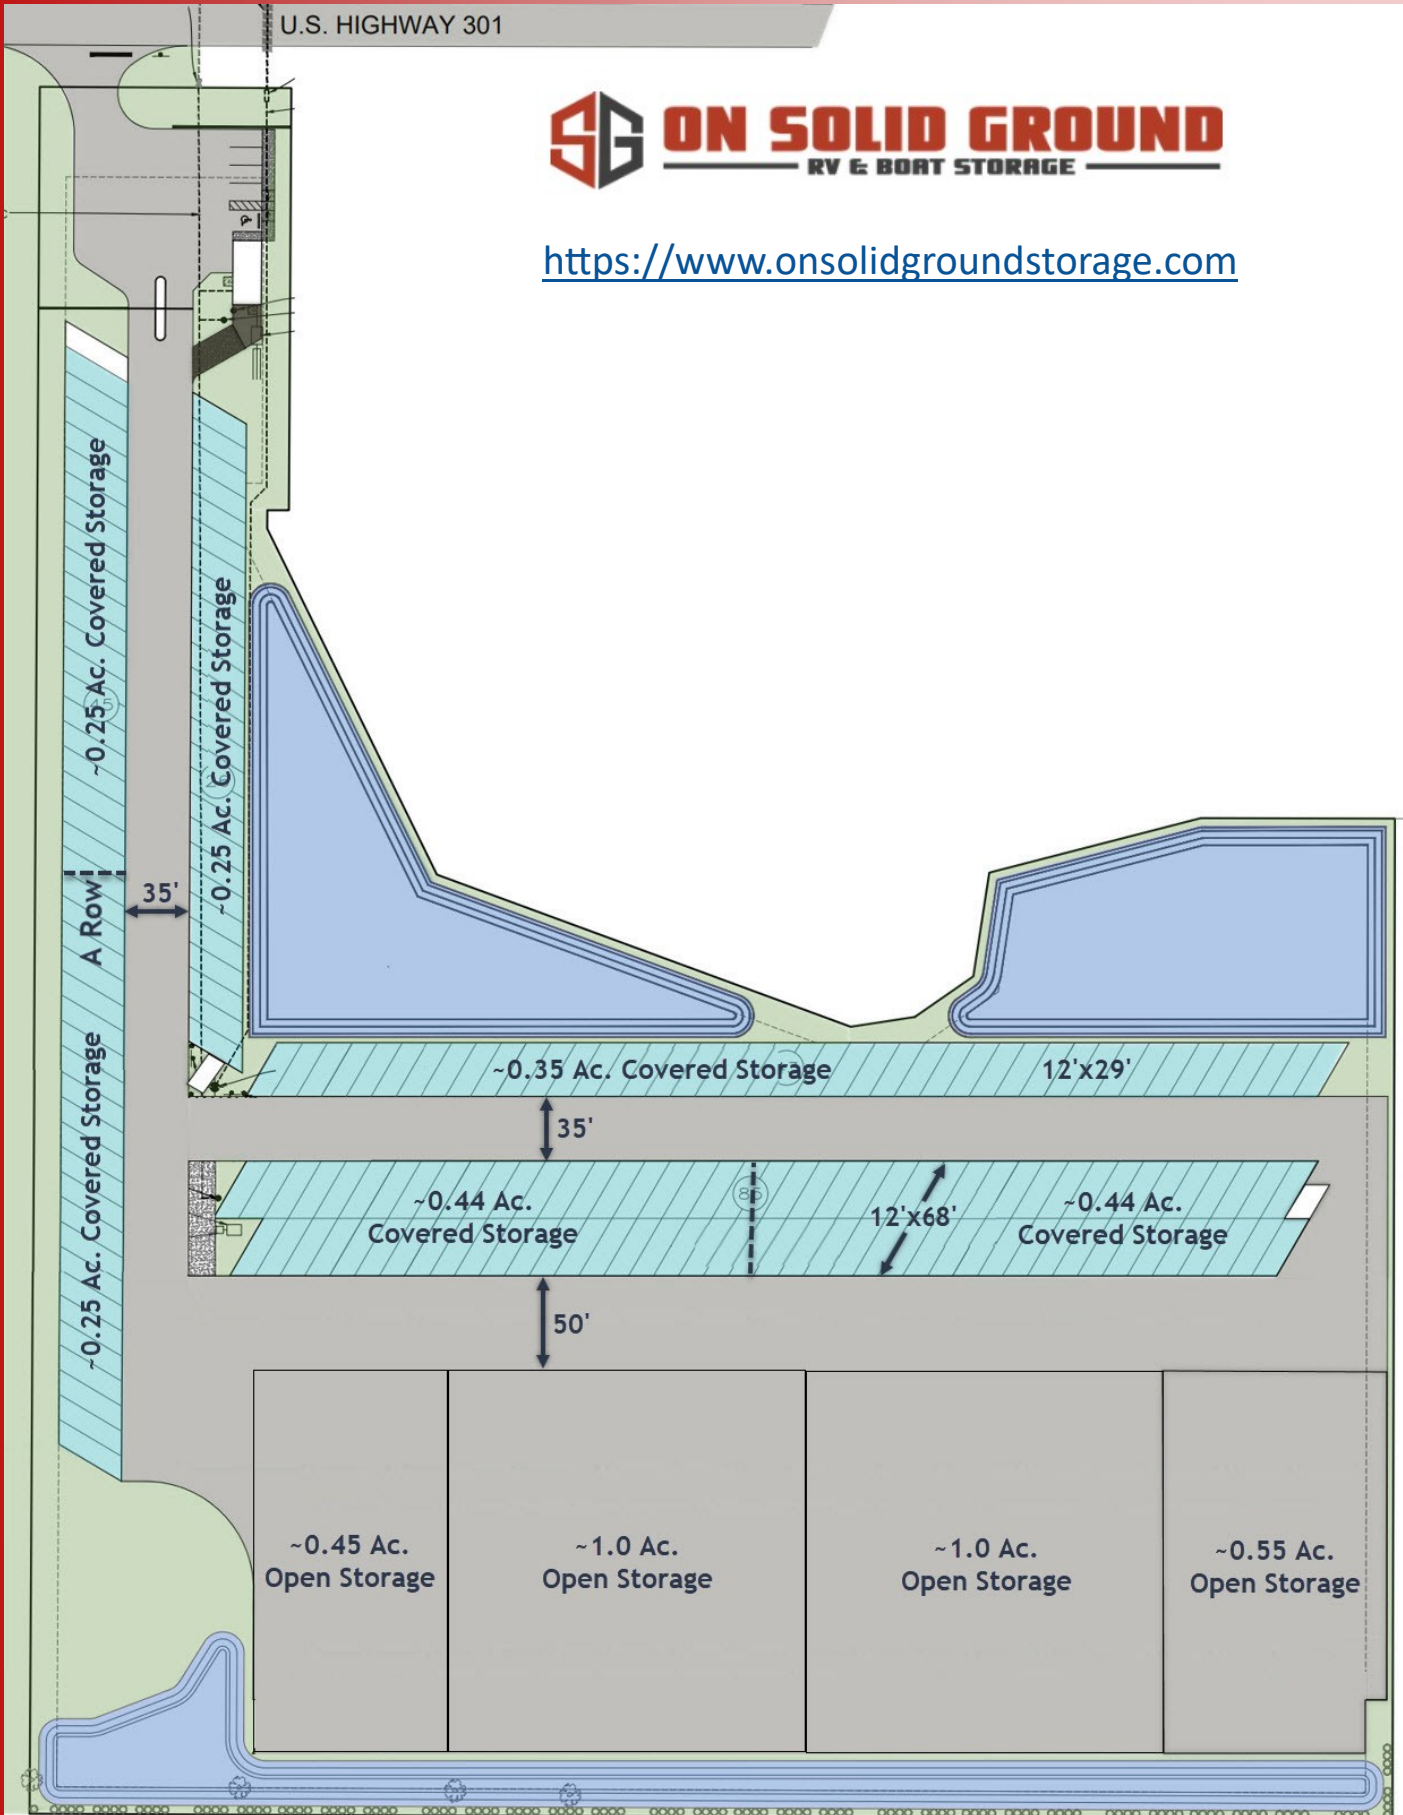 U.S. HIGHWAY 301
SG ON SOLID GROUND
RV & BOAT STORAGE
https://www.onsolidgroundstorage.com
~0.25 Ac. Covered Storage
~0.25 Ac. Covered Storage
A Row
35'
~0.25 Ac. Covered Storage
~0.35 Ac. Covered Storage
12'x29'
35'
~0.44 Ac.
Covered Storage
12'x68'
~0.44 Ac.
Covered Storage
50'
~0.45 Ac.
Open Storage
~1.0 Ac.
Open Storage
~1.0 Ac.
Open Storage
~0.55 Ac.
Open Storage